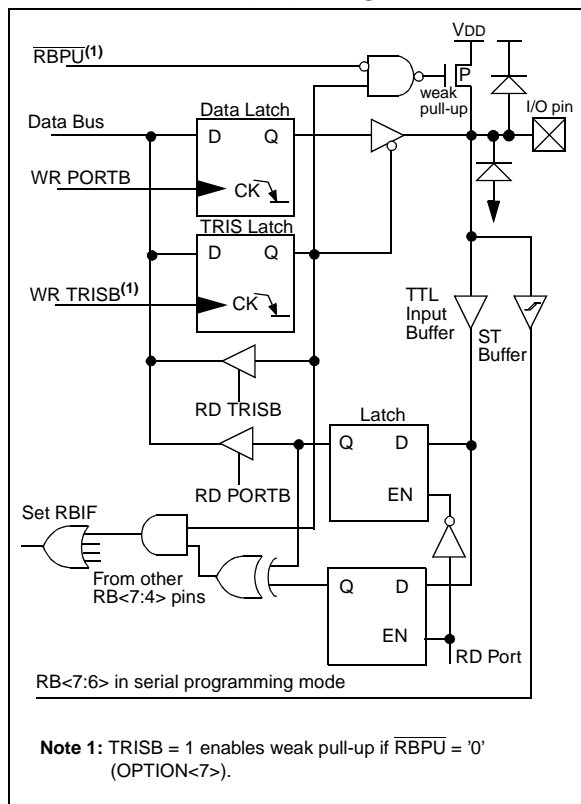 VDD
RBPU(1)
P
weak
pull-up
I/O pin
Data Latch
Data Bus
D Q
WR PORTB
CK
TRIS Latch
D Q
WR TRISB(1)
CK
TTL
Input
Buffer
ST
Buffer
RD TRISB
Latch
Q D
RD PORTB
EN
Set RBIF
From other
RB<7:4> pins
Q D
EN
RD Port
RB<7:6> in serial programming mode
Note 1: TRISB = 1 enables weak pull-up if RBPU = '0'
(OPTION<7>).